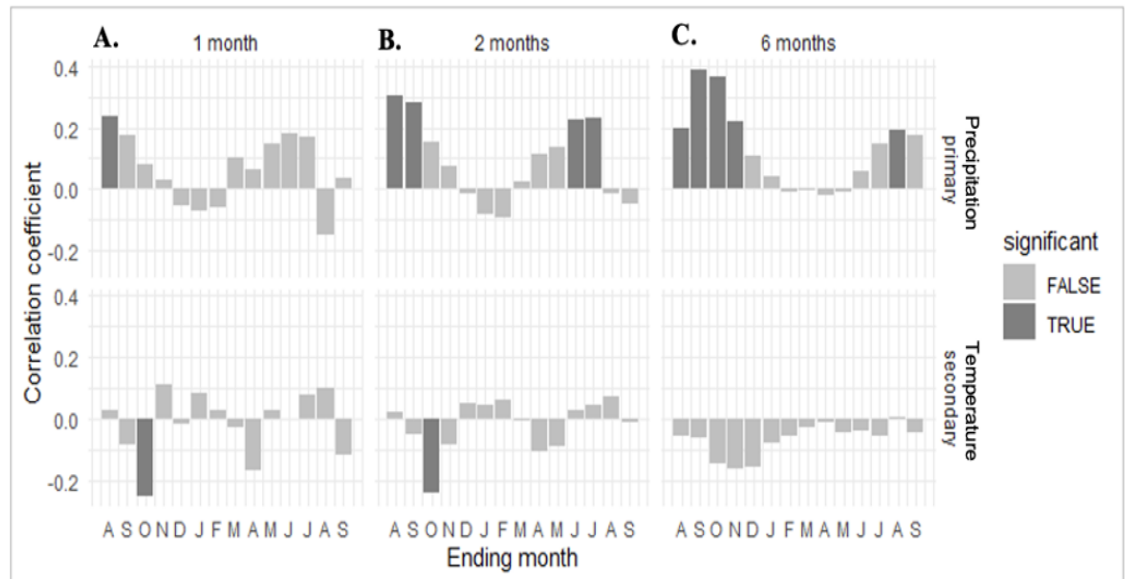 A. 1 month B. 2 months C. 6 months
0.4
0.2
0.0
-0.2
Precipitation
primary
0.4
0.2
0.0
-0.2
Temperature
secondary
Correlation coefficient
A S O N D J F M A M J J A S A S O N D J F M A M J J A S A S O N D J F M A M J J A S
Ending month
significant
FALSE
TRUE